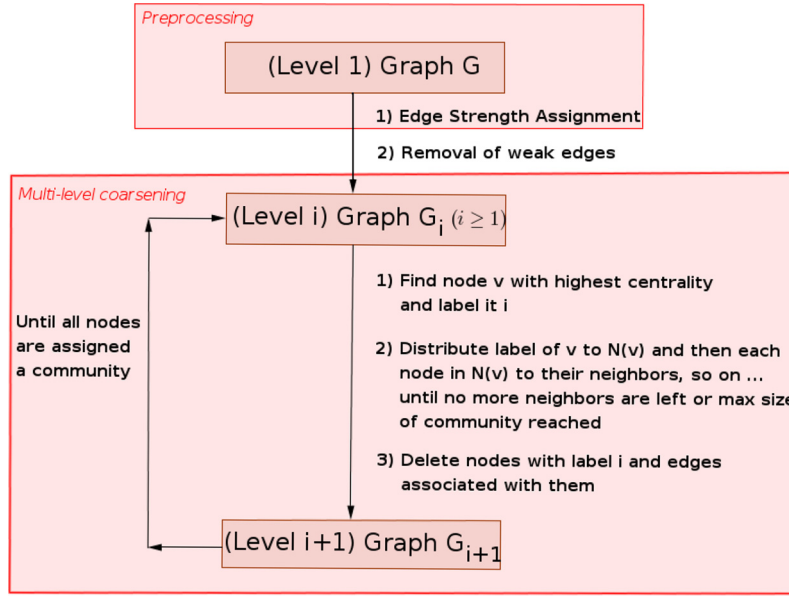 Preprocessing
(Level 1) Graph G
1) Edge Strength Assignment
2) Removal of weak edges
Multi-level coarsening
(Level i) Graph G_i (i ≥ 1)
1) Find node v with highest centrality
and label it i
Until all nodes
are assigned
a community
2) Distribute label of v to N(v) and then each
node in N(v) to their neighbors, so on ...
until no more neighbors are left or max size
of community reached
3) Delete nodes with label i and edges
associated with them
(Level i+1) Graph G_{i+1}